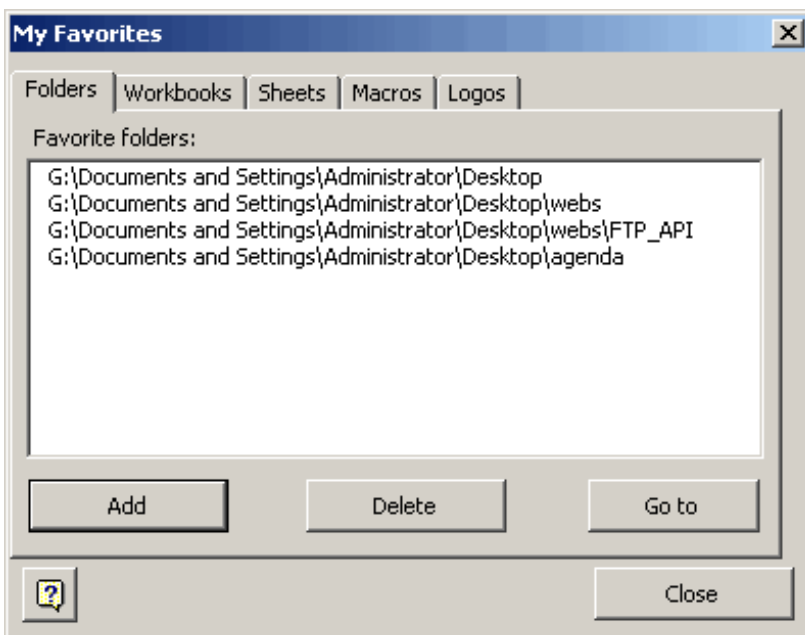 My Favorites
Folders Workbooks Sheets Macros Logos
Favorite folders:
G:\Documents and Settings\Administrator\Desktop
G:\Documents and Settings\Administrator\Desktop\webs
G:\Documents and Settings\Administrator\Desktop\webs\FTP_API
G:\Documents and Settings\Administrator\Desktop\agenda
Add Delete Go to
? Close